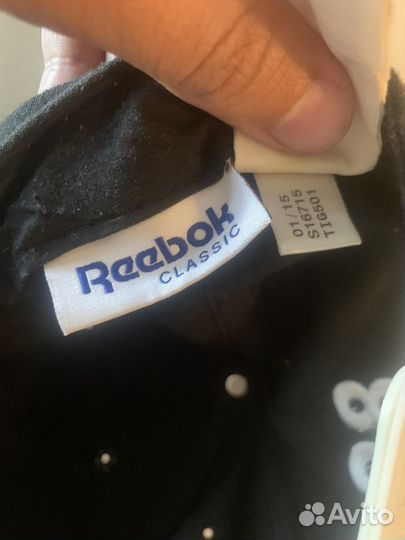 Reebok
CLASSIC
01/15
S16715
TIG501
Avito